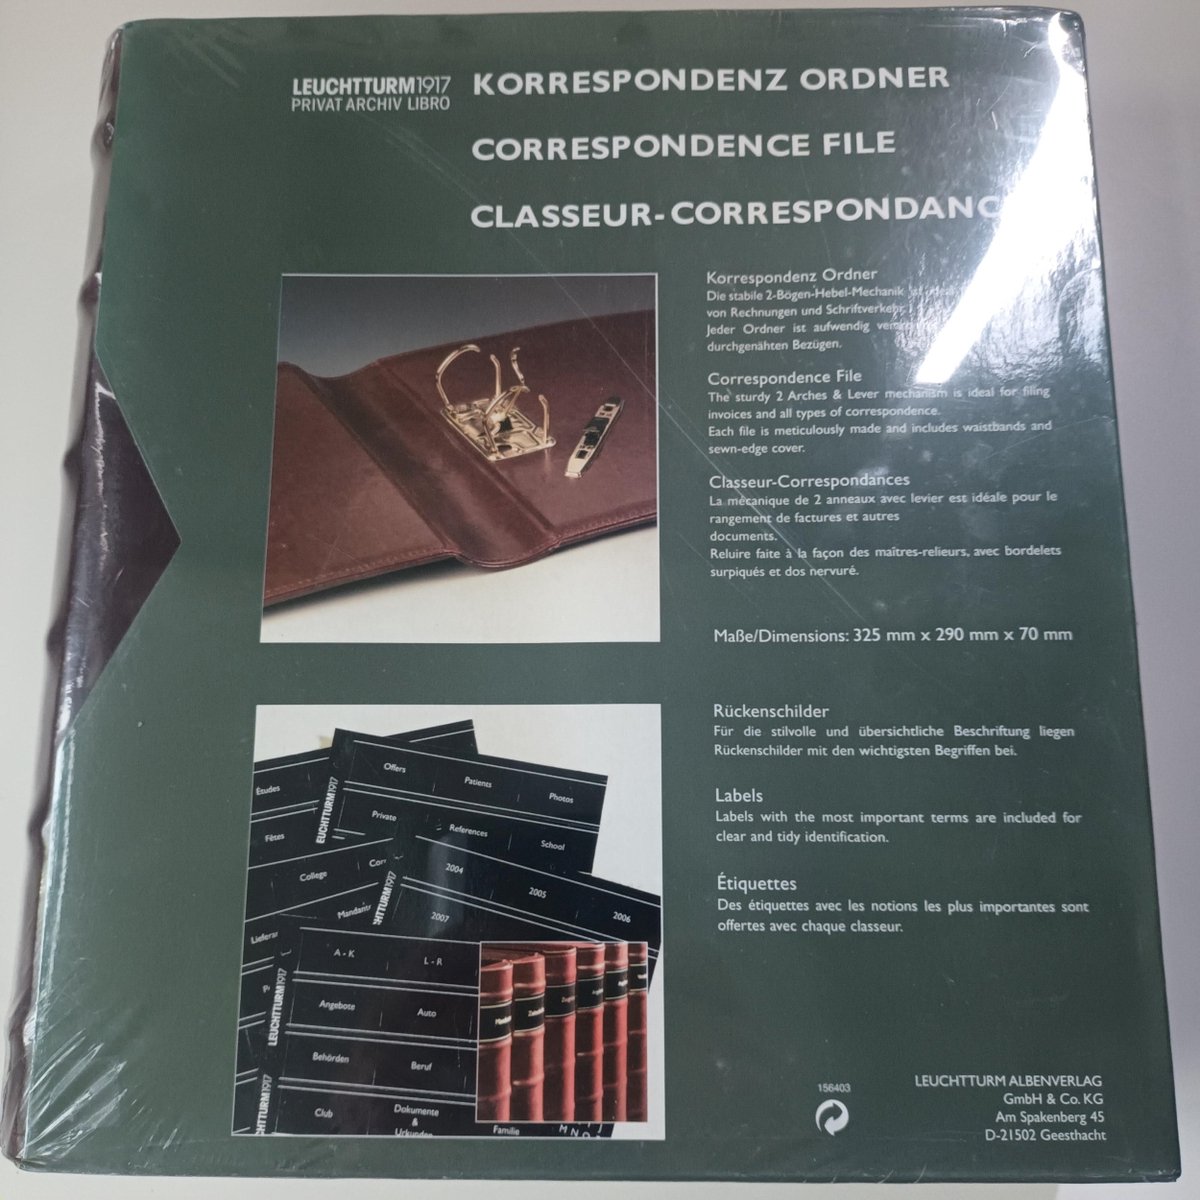 LEUCHTTURM1917
PRIVAT ARCHIV LIBRO
KORRESPONDENZ ORDNER
CORRESPONDENCE FILE
CLASSEUR-CORRESPONDANC
Korrespondenz Ordner
Die stabile 2-Bögen-Hebel-Mechanik ist ideal
von Rechnungen und Schriftverkehr.
Jeder Ordner ist aufwendig
durchgenähten Bezügen.
Correspondence File
The sturdy 2 Arches & Lever mechanism is ideal for filing
invoices and all types of correspondence.
Each file is meticulously made and includes waistbands and
sewn-edge cover.
Classeur-Correspondances
La mécanique de 2 anneaux avec levier est idéale pour le
rangement de factures et autres
documents.
Reluire faite à la façon des maîtres-relieurs, avec bordelets
surpiqués et dos nervuré.
Maße/Dimensions: 325 mm x 290 mm x 70 mm
Rückenschilder
Für die stilvolle und übersichtliche Beschriftung liegen
Rückenschilder mit den wichtigsten Begriffen bei.
Labels
Labels with the most important terms are included for
clear and tidy identification.
Étiquettes
Des étiquettes avec les notions les plus importantes sont
offertes avec chaque classeur.
Études
Fêtes
College
Offers Patients Photos
Private References School
2004 2005 2006
2007
A - K L - R
Angebote Auto
Behörden Beruf
Club Dokumente
&
Urkunden
Familie
M N O
LEUCHTTURM1917
LEUCHTTURM1917
156403
LEUCHTTURM ALBENVERLAG
GmbH & Co. KG
Am Spakenberg 45
D-21502 Geesthacht